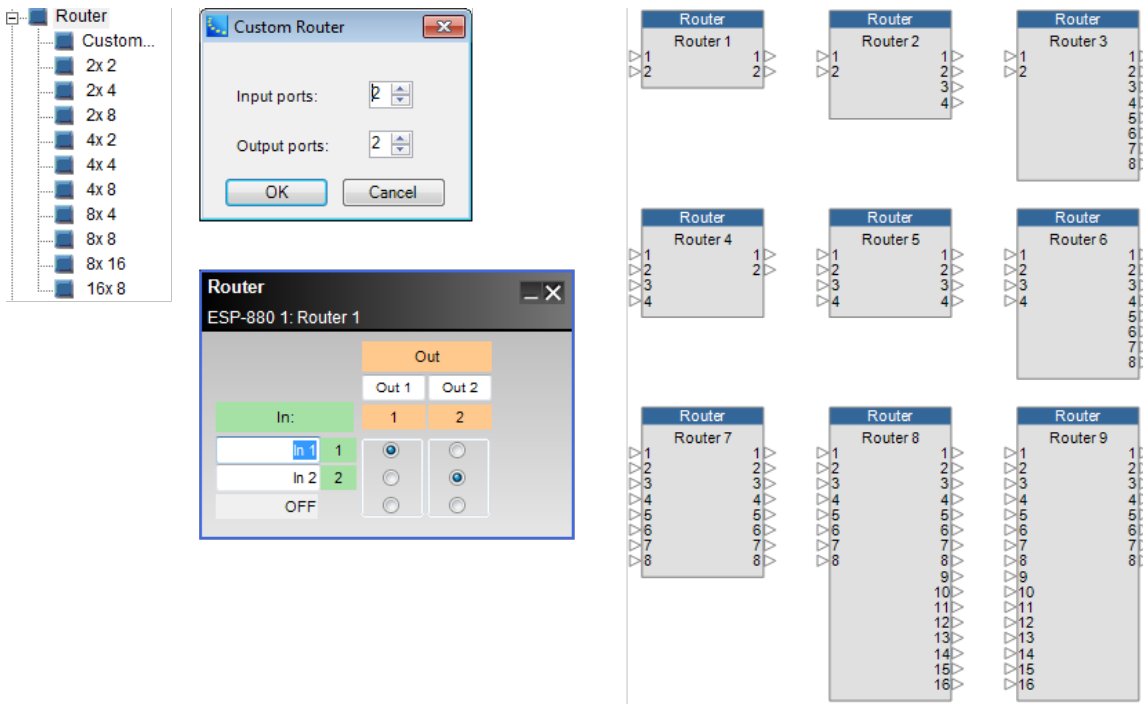 Router
Custom...
2x 2
2x 4
2x 8
4x 2
4x 4
4x 8
8x 4
8x 8
8x 16
16x 8
Custom Router
Input ports: 2
Output ports: 2
OK Cancel
Router
ESP-880 1: Router 1
Out
Out 1 Out 2
In: 1 2
In 1 1
In 2 2
OFF
Router
Router 1
1 1
2 2
Router
Router 2
1 1
2 2
3
4
Router
Router 3
1 1
2 2
3
4
5
6
7
8
Router
Router 4
1 1
2 2
3
4
Router
Router 5
1 1
2 2
3 3
4 4
Router
Router 6
1 1
2 2
3 3
4 4
5
6
7
8
Router
Router 7
1 1
2 2
3 3
4 4
5 5
6 6
7 7
8 8
Router
Router 8
1 1
2 2
3 3
4 4
5 5
6 6
7 7
8 8
9
10
11
12
13
14
15
16
Router
Router 9
1 1
2 2
3 3
4 4
5 5
6 6
7 7
8 8
9
10
11
12
13
14
15
16